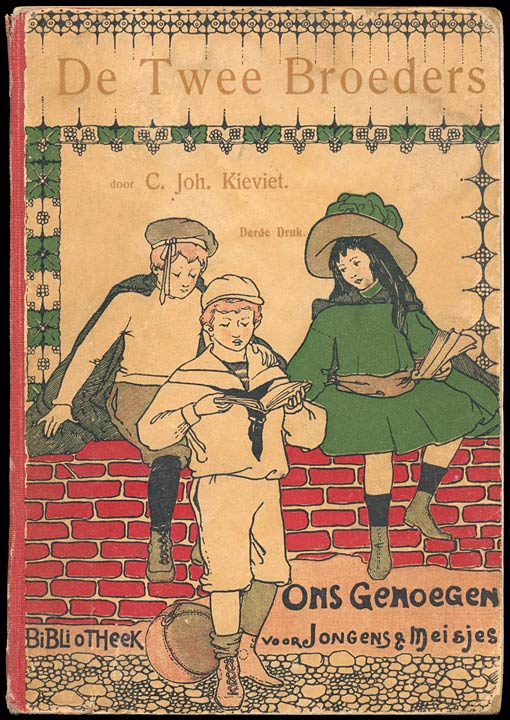 De Twee Broeders
door C. Joh. Kieviet.
Derde Druk.
ONS GENOEGEN
BiBLiOTHeeK VOOR JONGENS & MeiSjeS